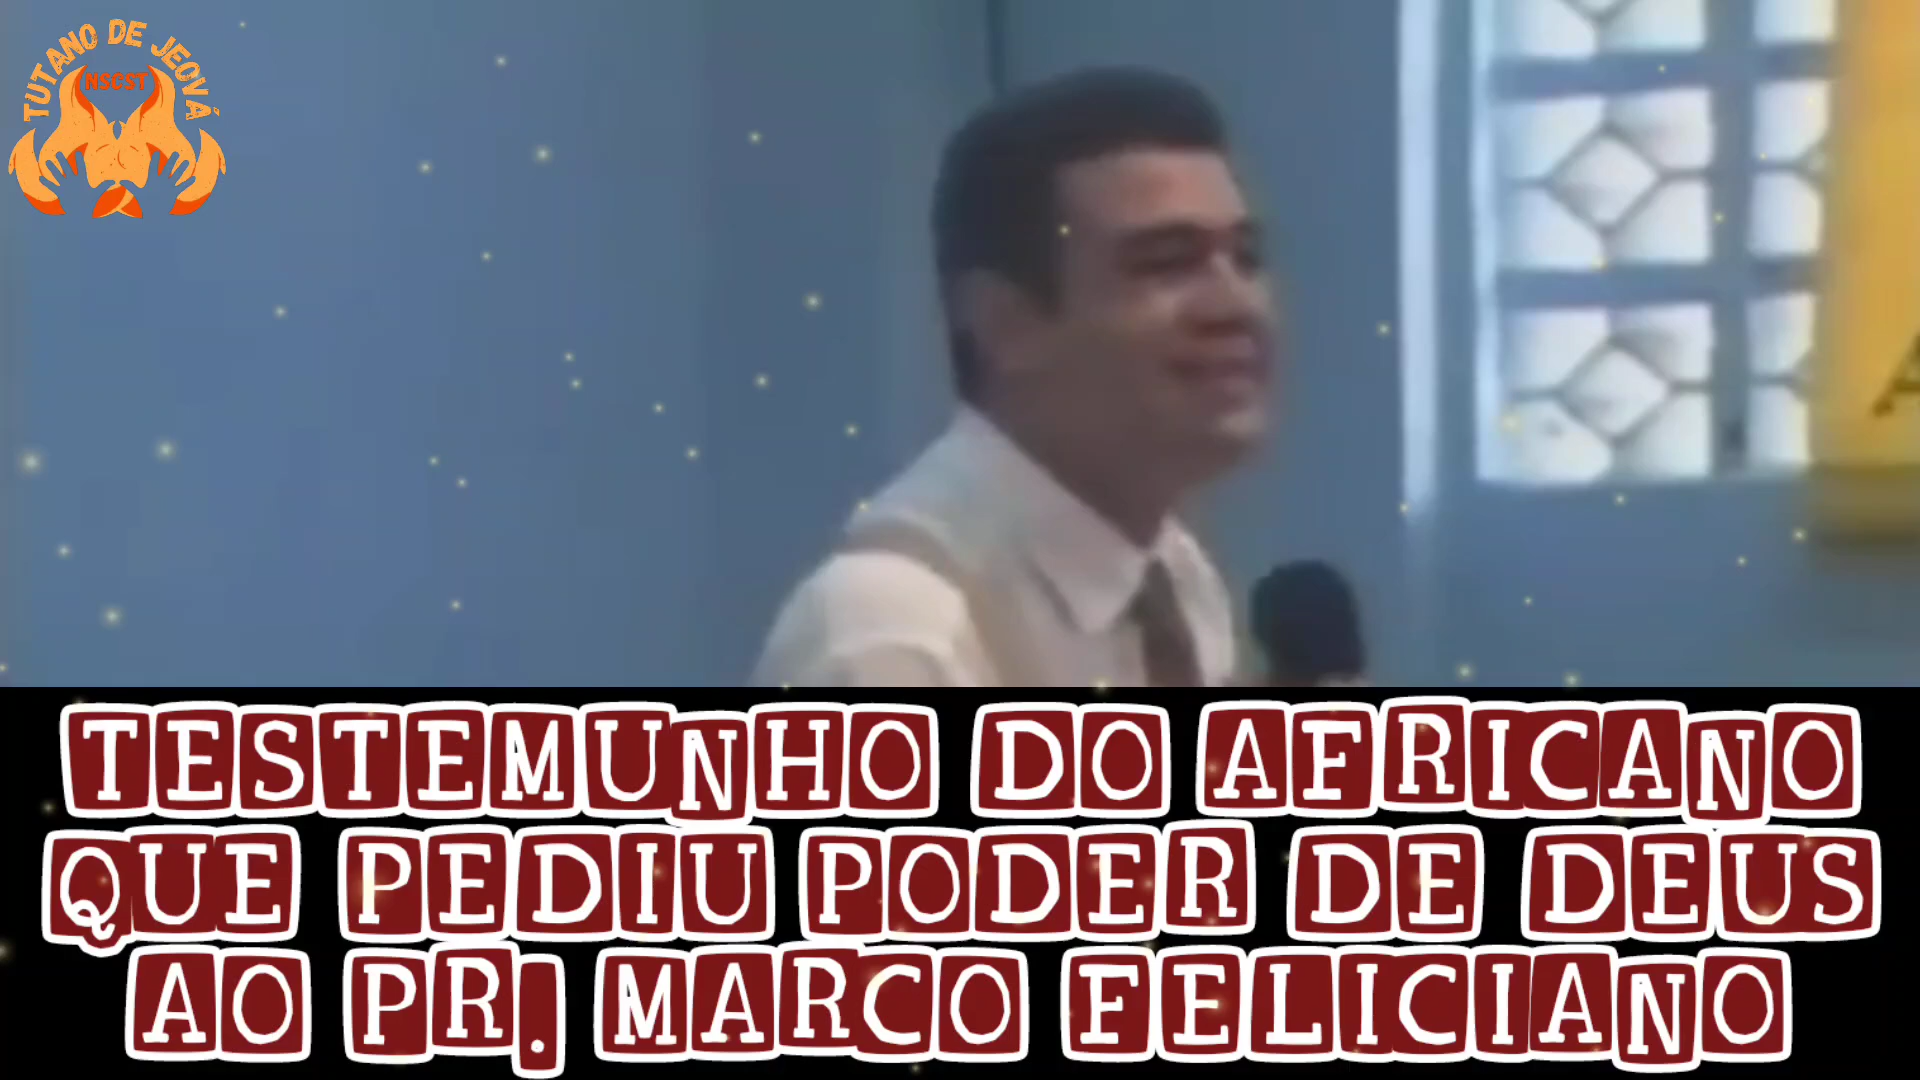 TUTANO DE JEOVÁ
NSCST
TESTEMUNHO DO AFRICANO
QUE PEDIU PODER DE DEUS
AO PR. MARCO FELICIANO